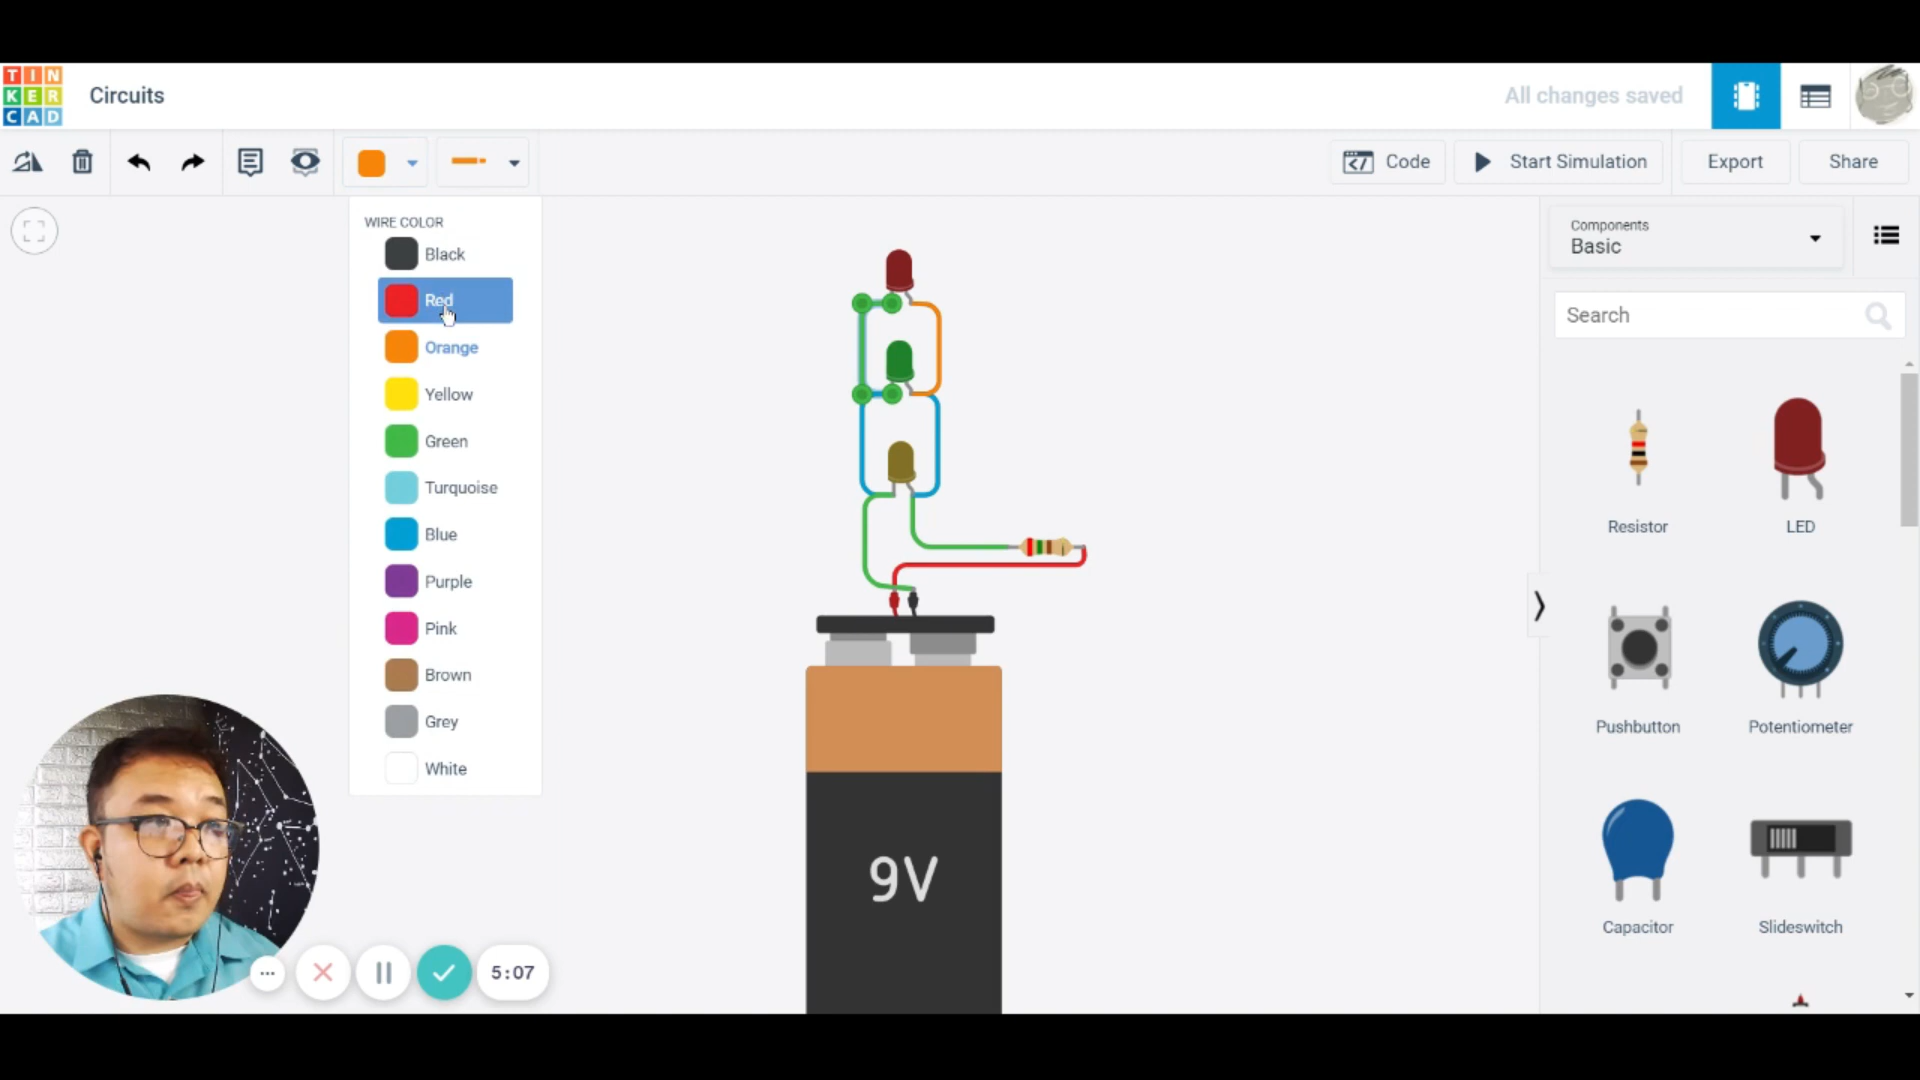 TIN
KER
CAD
Circuits
All changes saved
Code
Start Simulation
Export
Share
WIRE COLOR
Black
Red
Orange
Yellow
Green
Turquoise
Blue
Purple
Pink
Brown
Grey
White
9V
5:07
Components
Basic
Search
Resistor
LED
Pushbutton
Potentiometer
Capacitor
Slideswitch